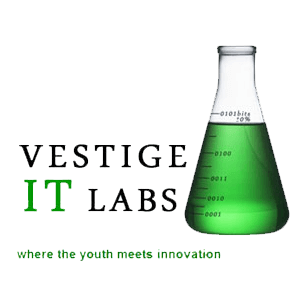 VESTIGE
IT LABS
where the youth meets innovation
0101bits
±0%
0100
0011
0010
0001